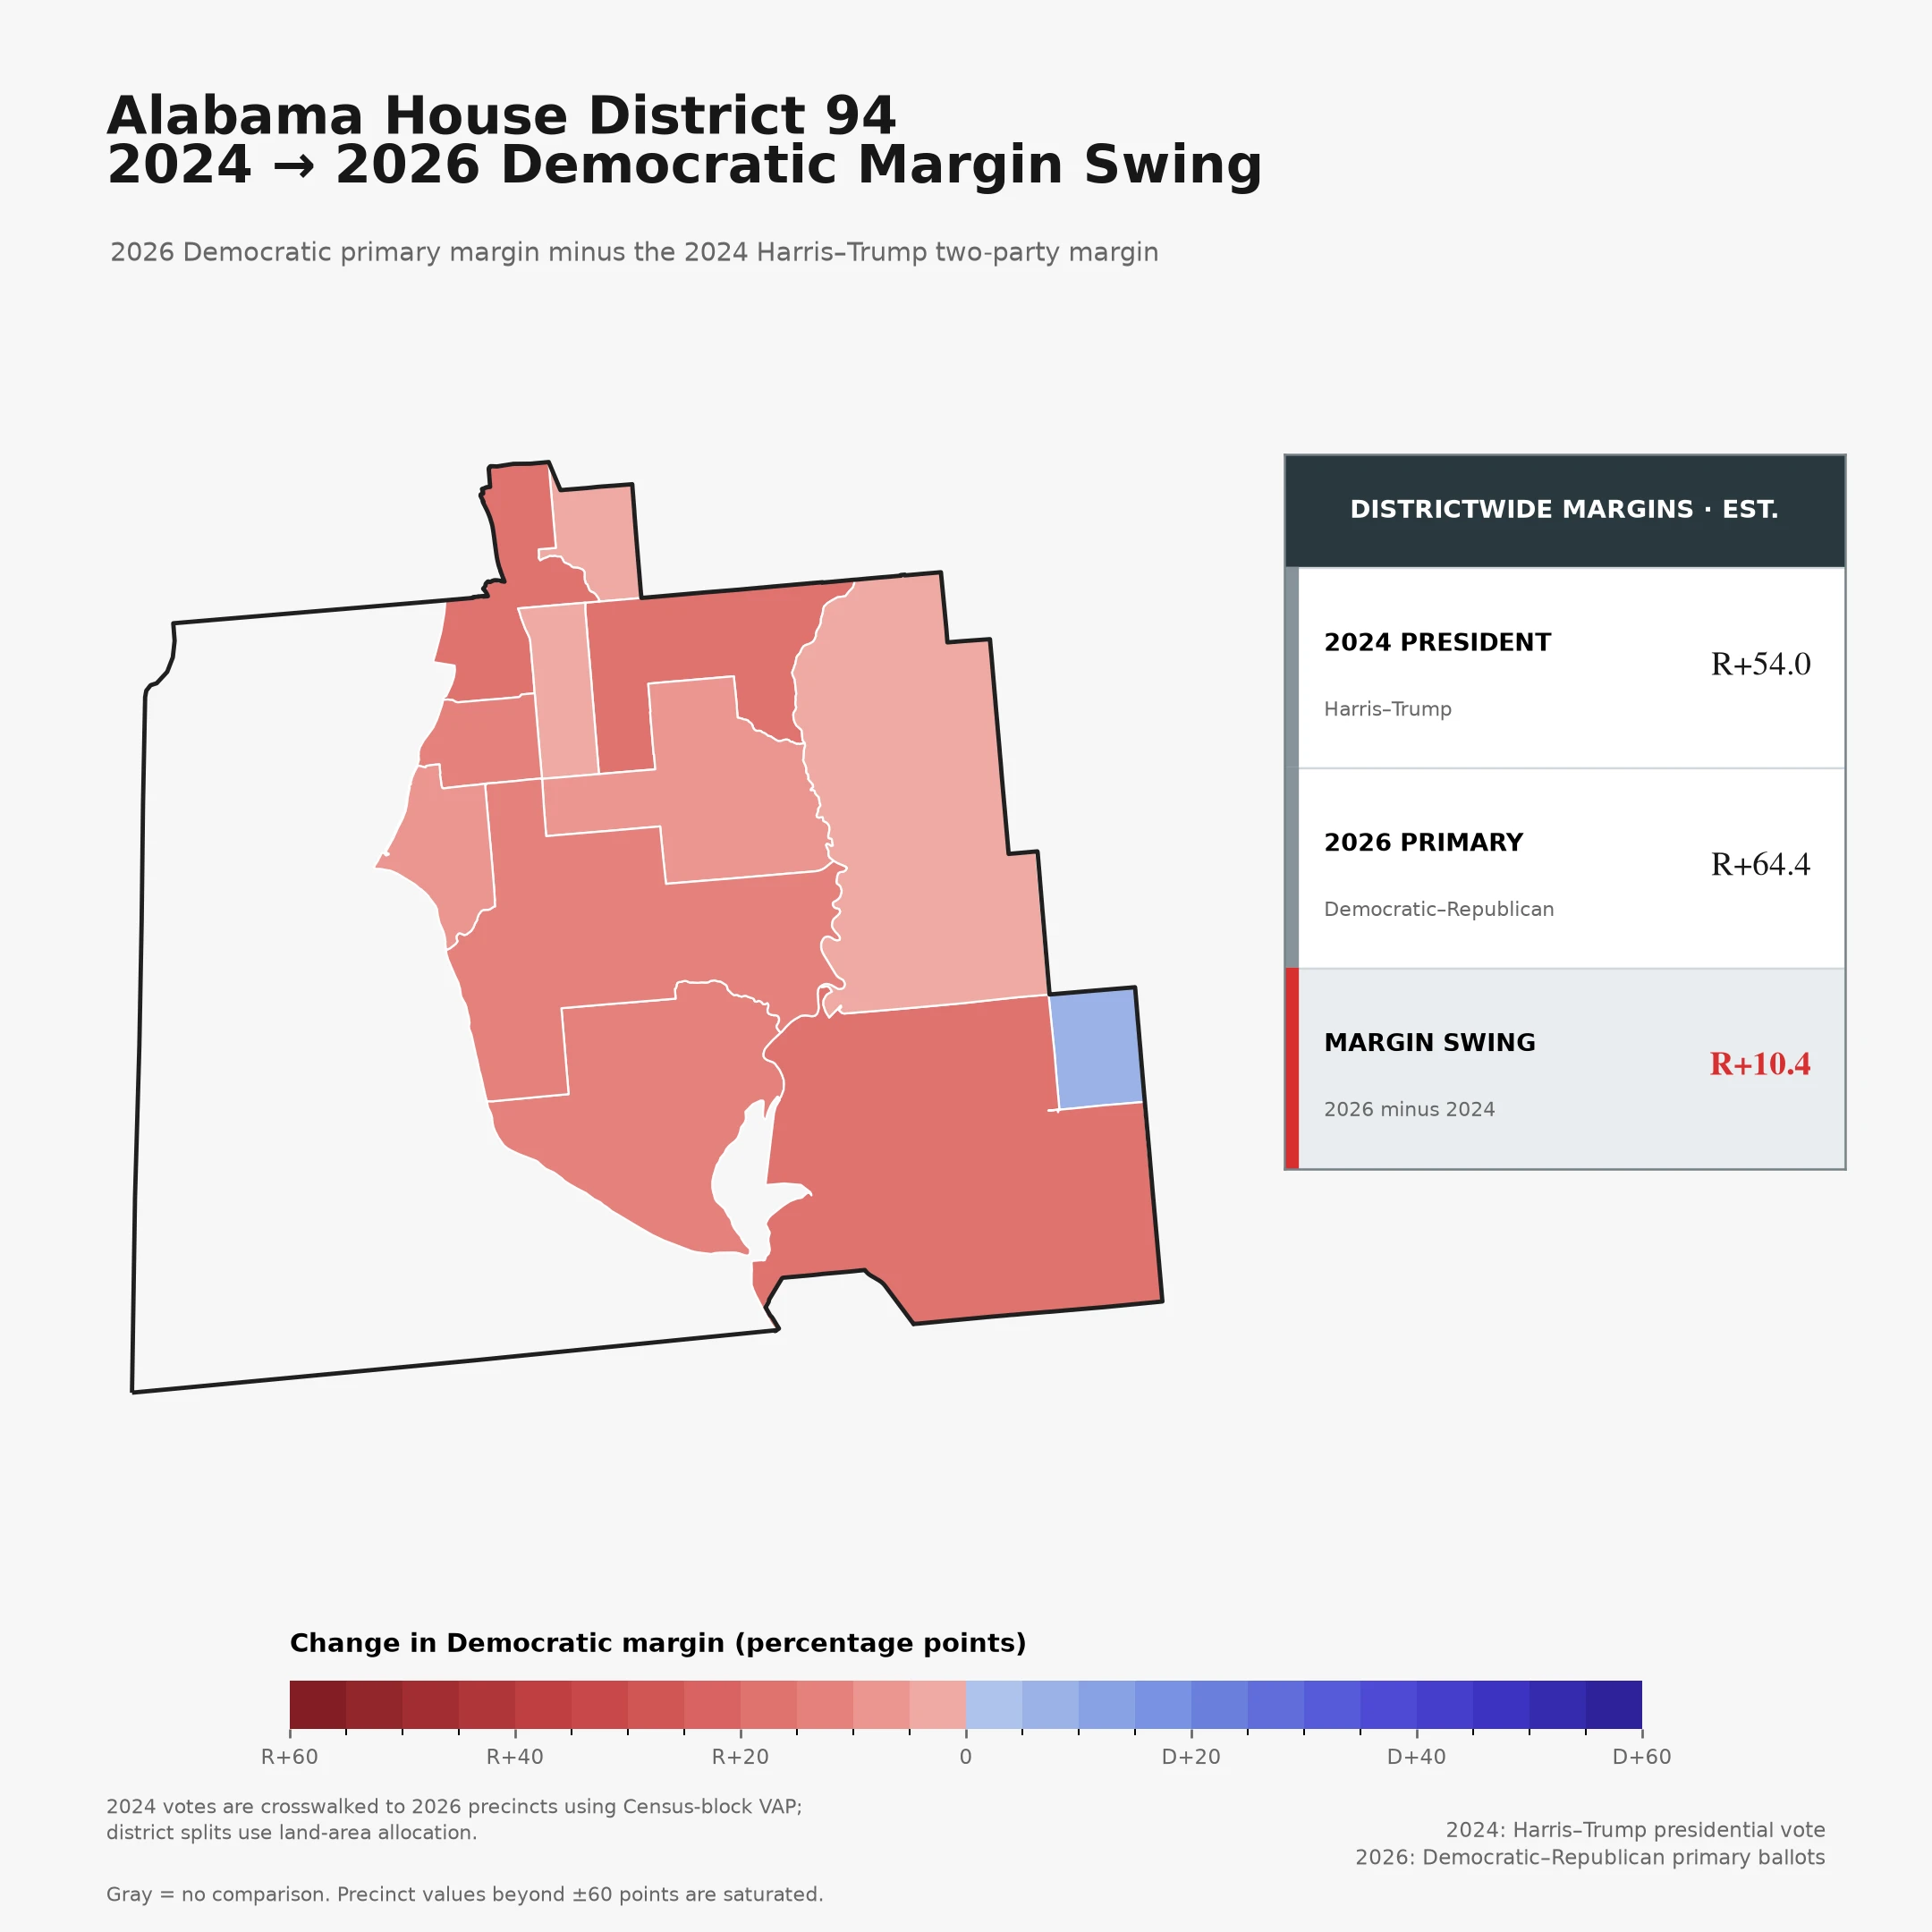 Alabama House District 94
2024 → 2026 Democratic Margin Swing
2026 Democratic primary margin minus the 2024 Harris–Trump two-party margin
DISTRICTWIDE MARGINS · EST.
2024 PRESIDENT
R+54.0
Harris–Trump
2026 PRIMARY
R+64.4
Democratic–Republican
MARGIN SWING
R+10.4
2026 minus 2024
Change in Democratic margin (percentage points)
R+60 R+40 R+20 0 D+20 D+40 D+60
2024 votes are crosswalked to 2026 precincts using Census-block VAP;
district splits use land-area allocation.
2024: Harris–Trump presidential vote
2026: Democratic–Republican primary ballots
Gray = no comparison. Precinct values beyond ±60 points are saturated.